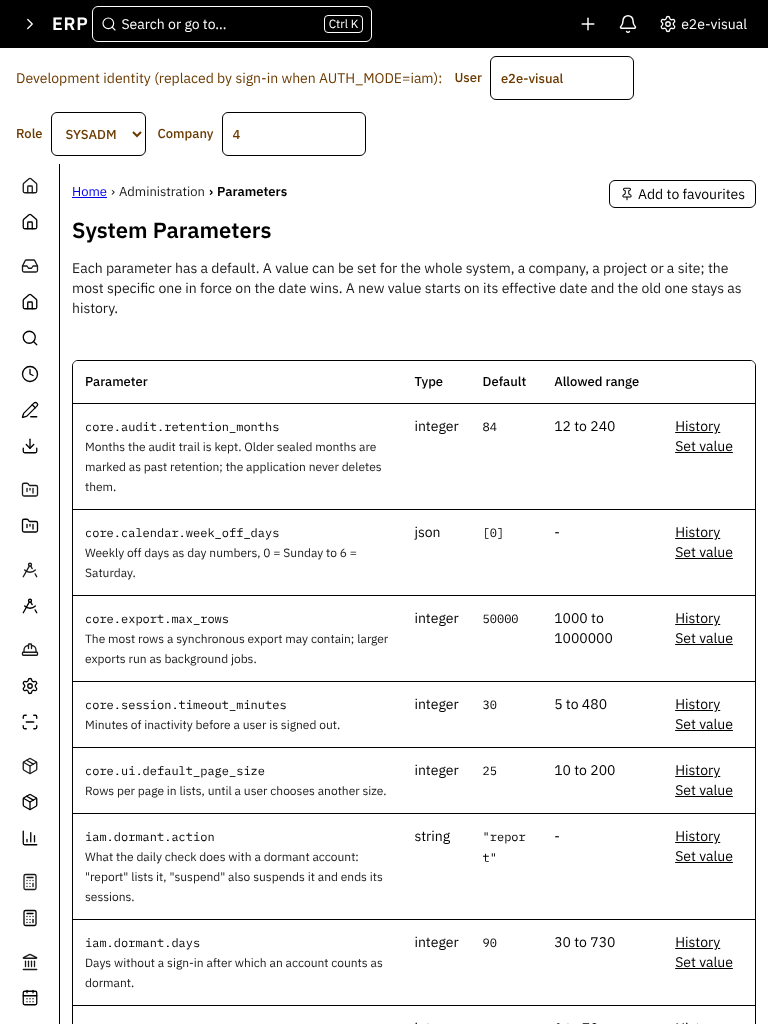 ERP
Search or go to... Ctrl K
e2e-visual
Development identity (replaced by sign-in when AUTH_MODE=iam): User e2e-visual
Role SYSADM Company 4
Home › Administration › Parameters
Add to favourites
System Parameters
Each parameter has a default. A value can be set for the whole system, a company, a project or a site; the
most specific one in force on the date wins. A new value starts on its effective date and the old one stays as
history.
Parameter Type Default Allowed range
core.audit.retention_months integer 84 12 to 240 History
Months the audit trail is kept. Older sealed months are Set value
marked as past retention; the application never deletes
them.
core.calendar.week_off_days json [0] - History
Weekly off days as day numbers, 0 = Sunday to 6 = Set value
Saturday.
core.export.max_rows integer 50000 1000 to History
The most rows a synchronous export may contain; larger 1000000 Set value
exports run as background jobs.
core.session.timeout_minutes integer 30 5 to 480 History
Minutes of inactivity before a user is signed out. Set value
core.ui.default_page_size integer 25 10 to 200 History
Rows per page in lists, until a user chooses another size. Set value
iam.dormant.action string "repor - History
What the daily check does with a dormant account: t" Set value
"report" lists it, "suspend" also suspends it and ends its
sessions.
iam.dormant.days integer 90 30 to 730 History
Days without a sign-in after which an account counts as Set value
dormant.